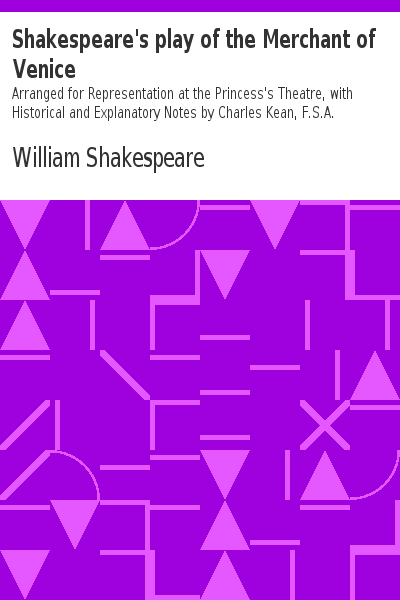 Shakespeare's play of the Merchant of
Venice
Arranged for Representation at the Princess's Theatre, with
Historical and Explanatory Notes by Charles Kean, F.S.A.
William Shakespeare